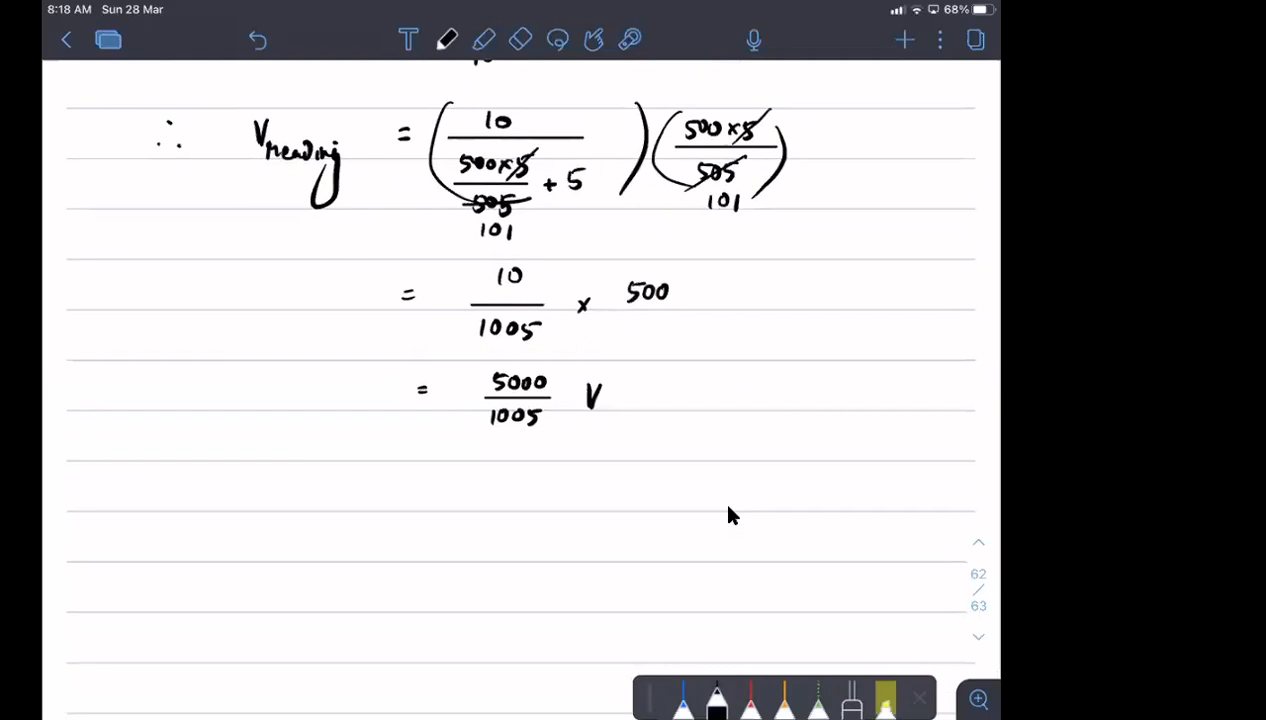 8:18 AM Sun 28 Mar 68%
T
∴ V_reading = ( 10 / ( 500×5 / 505 101 + 5 ) ) ( 500×5 / 505 101 )
= 10 / 1005 × 500
= 5000 / 1005 V
62
/
63